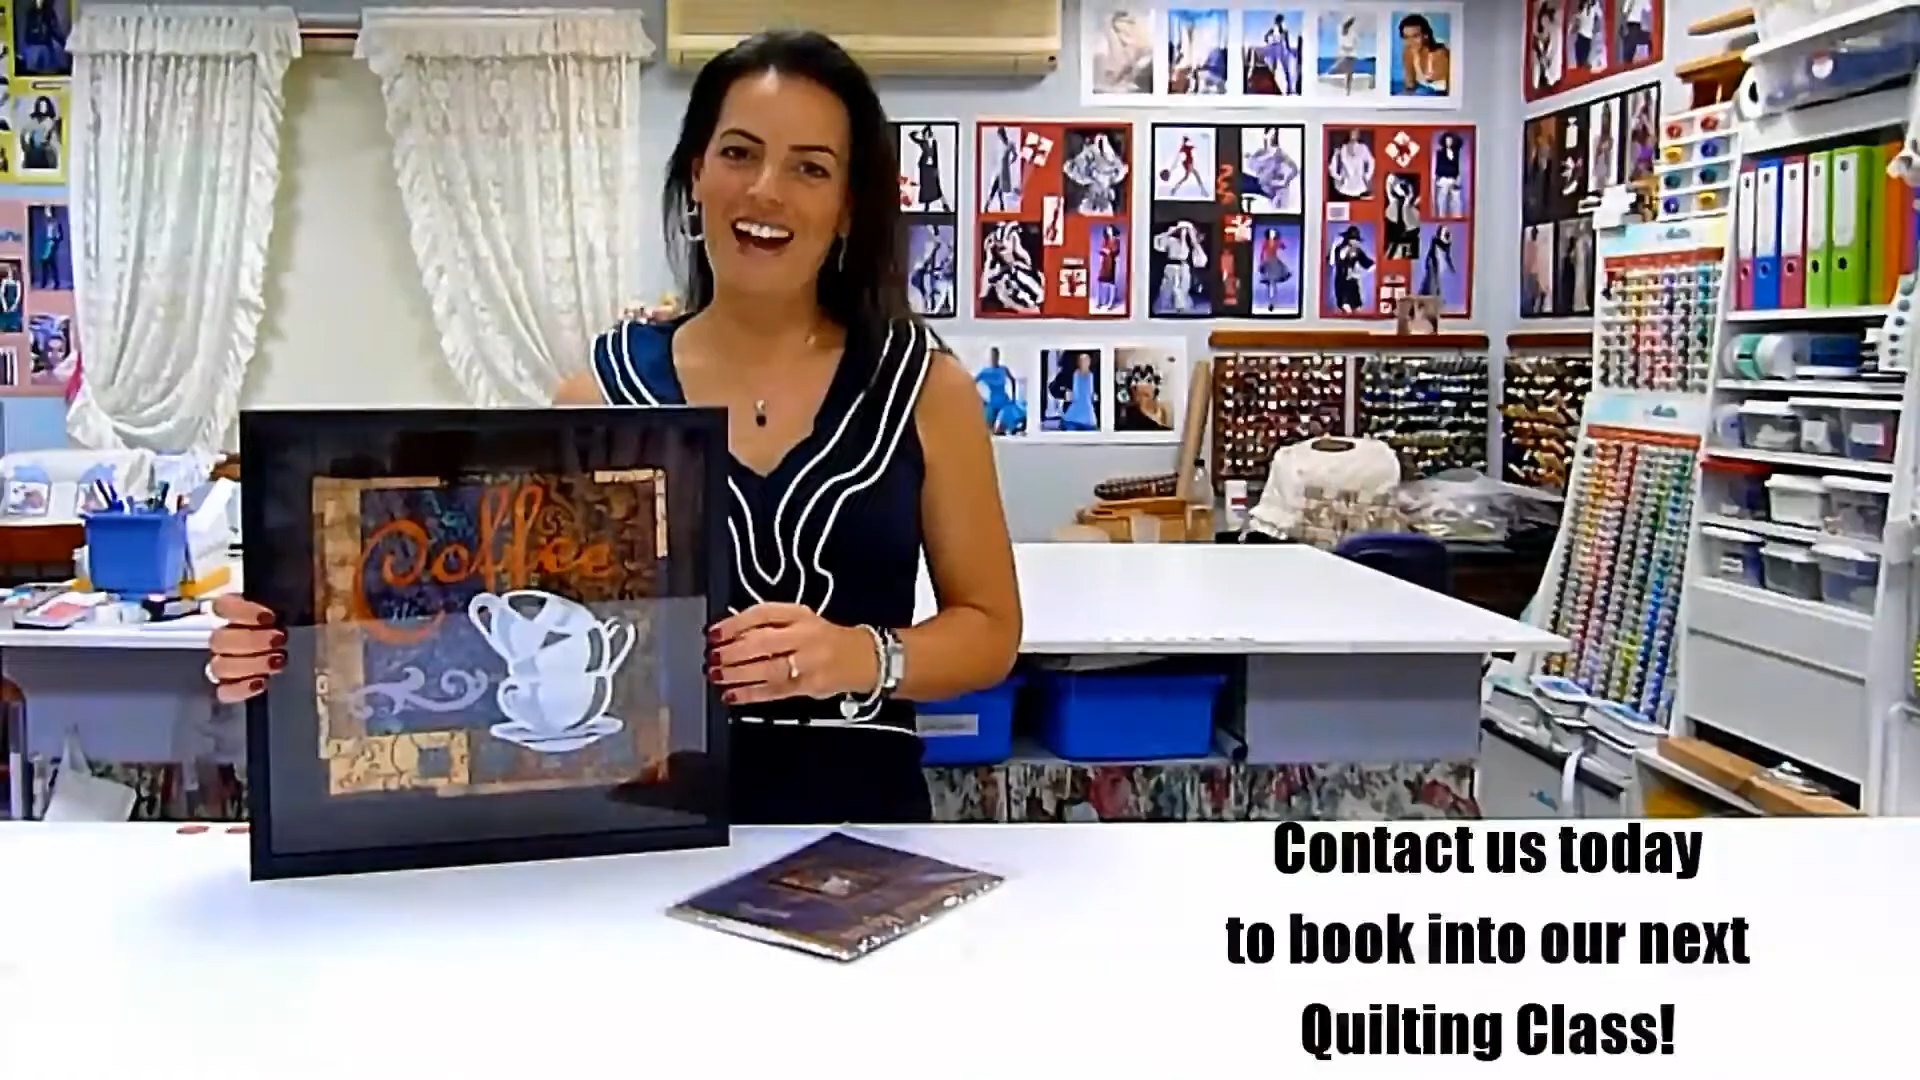 Coffee
Contact us today
to book into our next
Quilting Class!